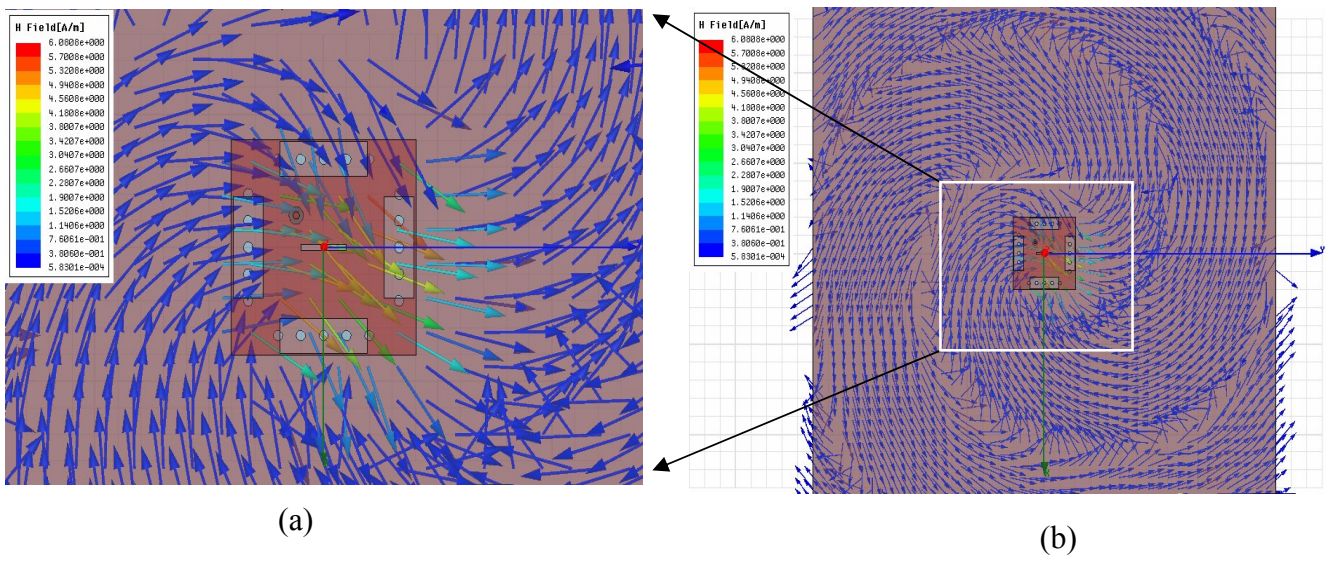 H Field[A/m]
6.0808e+000
5.7008e+000
5.3208e+000
4.9408e+000
4.5608e+000
4.1808e+000
3.8007e+000
3.4207e+000
3.0407e+000
2.6607e+000
2.2807e+000
1.9007e+000
1.5206e+000
1.1406e+000
7.6061e-001
3.8060e-001
5.8301e-004
(a)
H Field[A/m]
6.0808e+000
5.7008e+000
5.3208e+000
4.9408e+000
4.5608e+000
4.1808e+000
3.8007e+000
3.4207e+000
3.0407e+000
2.6607e+000
2.2807e+000
1.9007e+000
1.5206e+000
1.1406e+000
7.6061e-001
3.8060e-001
5.8301e-004
(b)